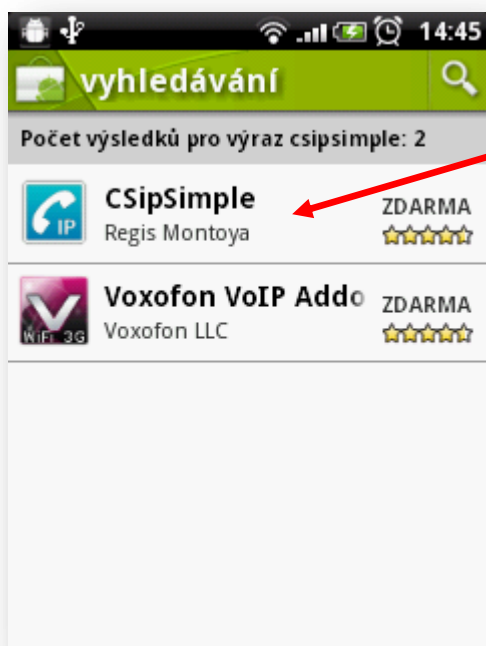 14:45
vyhledávání
Počet výsledků pro výraz csipsimple: 2
CSipSimple
ZDARMA
IP
Regis Montoya
Voxofon VoIP Addo
ZDARMA
WiFi 3G
Voxofon LLC